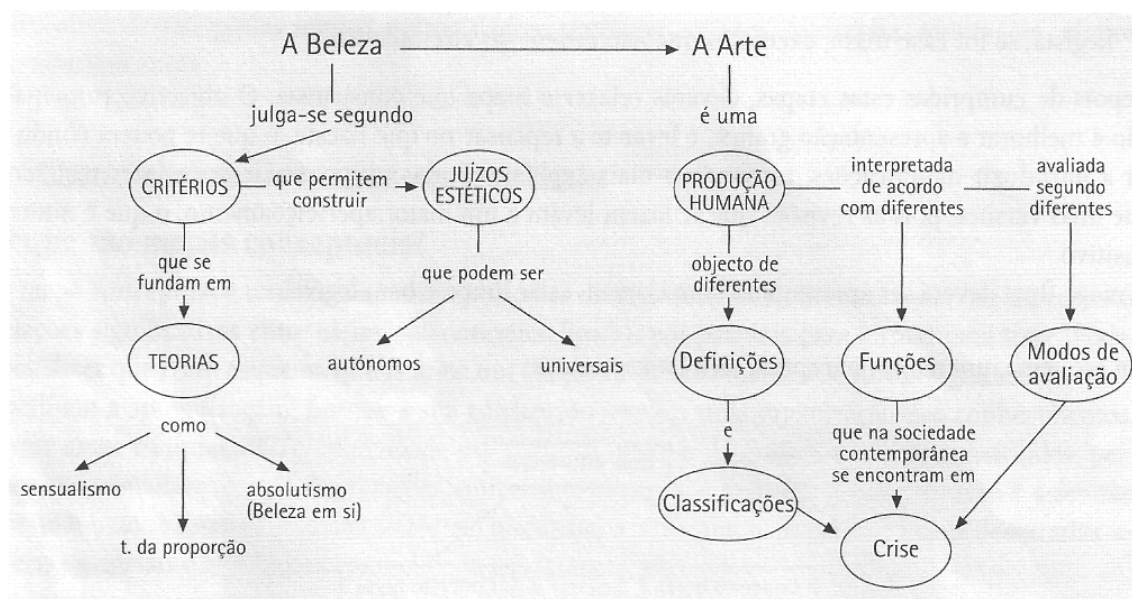 A Beleza
A Arte
julga-se segundo
é uma
CRITÉRIOS
que permitem
construir
JUÍZOS
ESTÉTICOS
PRODUÇÃO
HUMANA
interpretada
de acordo
com diferentes
avaliada
segundo
diferentes
que se
fundam em
que podem ser
objecto de
diferentes
TEORIAS
autónomos
universais
Definições
Funções
Modos de
avaliação
como
e
que na sociedade
contemporânea
se encontram em
sensualismo
absolutismo
(Beleza em si)
t. da proporção
Classificações
Crise